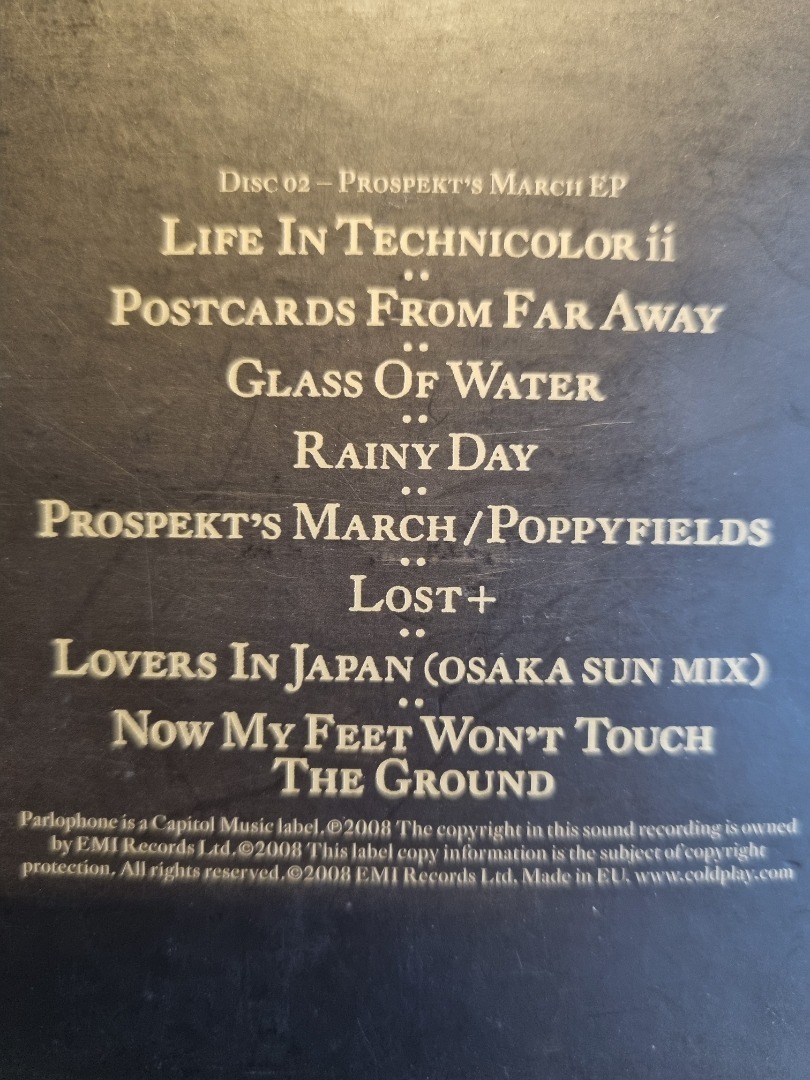 Disc 02 – Prospekt's March EP
Life In Technicolor ii
Postcards From Far Away
Glass Of Water
Rainy Day
Prospekt's March/Poppyfields
Lost+
Lovers In Japan (Osaka Sun Mix)
Now My Feet Won't Touch
The Ground
Parlophone is a Capitol Music label. ℗2008 The copyright in this sound recording is owned
by EMI Records Ltd. ©2008 This label copy information is the subject of copyright
protection. All rights reserved. ©2008 EMI Records Ltd. Made in EU. www.coldplay.com